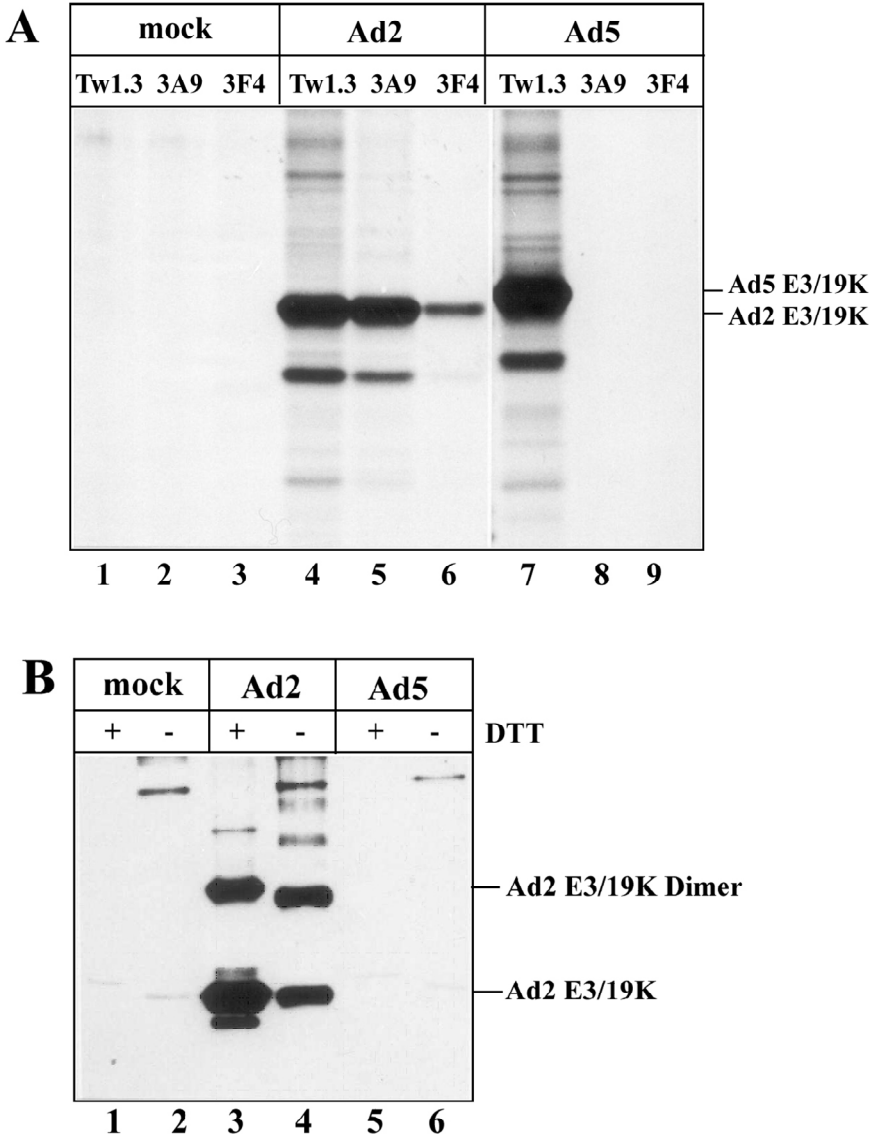 A
mock Ad2 Ad5
Tw1.3 3A9 3F4 Tw1.3 3A9 3F4 Tw1.3 3A9 3F4
Ad5 E3/19K
Ad2 E3/19K
1 2 3 4 5 6 7 8 9
B
mock Ad2 Ad5
+ - + - + - DTT
Ad2 E3/19K Dimer
Ad2 E3/19K
1 2 3 4 5 6